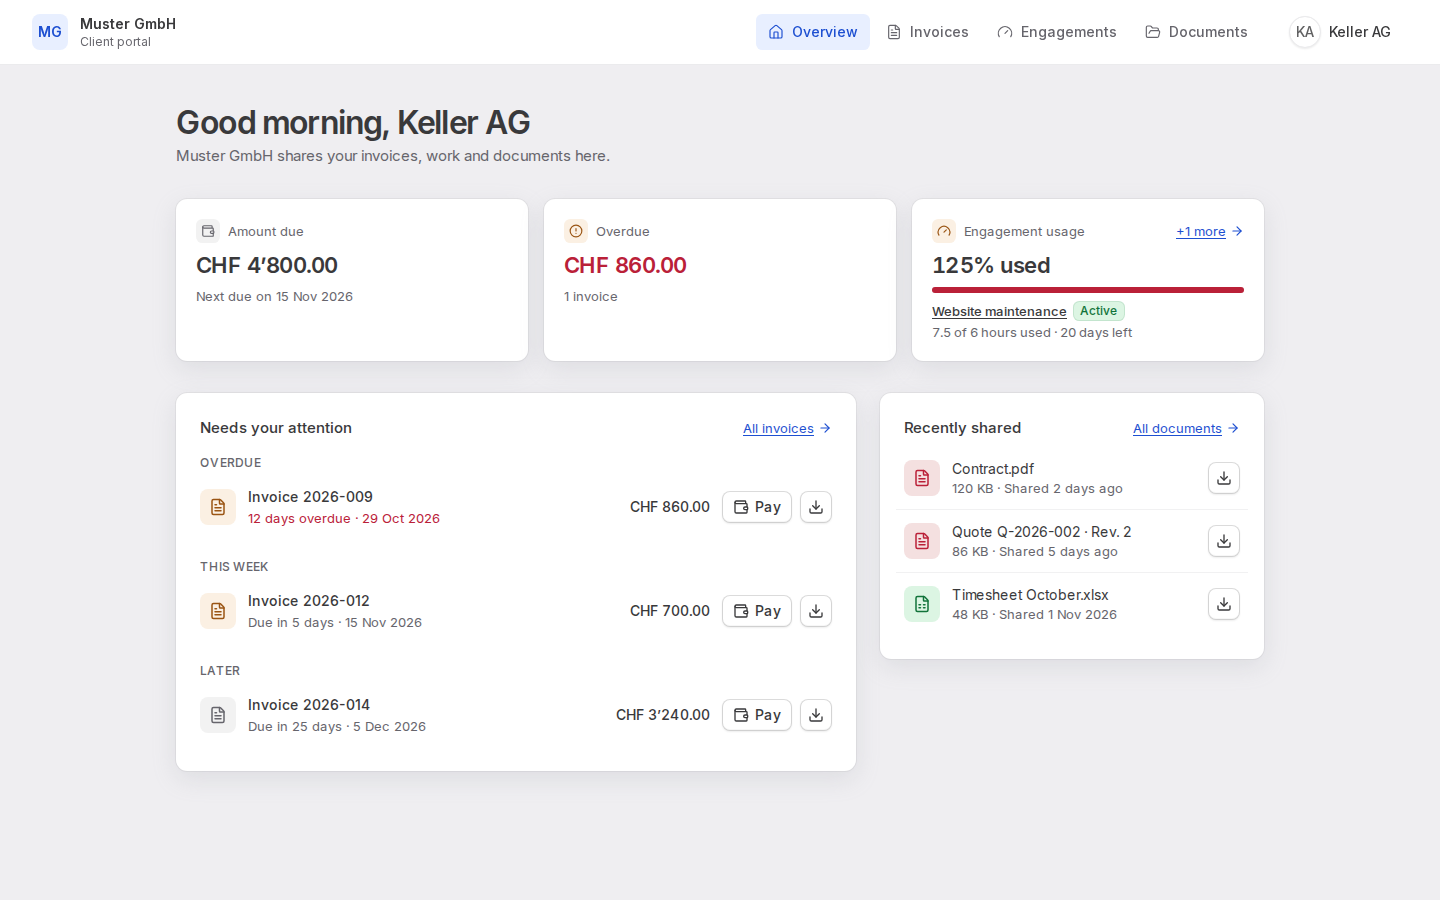 MG
Muster GmbH
Client portal
Overview
Invoices
Engagements
Documents
KA
Keller AG
Good morning, Keller AG
Muster GmbH shares your invoices, work and documents here.
Amount due
CHF 4’800.00
Next due on 15 Nov 2026
Overdue
CHF 860.00
1 invoice
Engagement usage
+1 more
125% used
Website maintenance
Active
7.5 of 6 hours used · 20 days left
Needs your attention
All invoices
OVERDUE
Invoice 2026-009
12 days overdue · 29 Oct 2026
CHF 860.00
Pay
THIS WEEK
Invoice 2026-012
Due in 5 days · 15 Nov 2026
CHF 700.00
Pay
LATER
Invoice 2026-014
Due in 25 days · 5 Dec 2026
CHF 3’240.00
Pay
Recently shared
All documents
Contract.pdf
120 KB · Shared 2 days ago
Quote Q-2026-002 · Rev. 2
86 KB · Shared 5 days ago
Timesheet October.xlsx
48 KB · Shared 1 Nov 2026